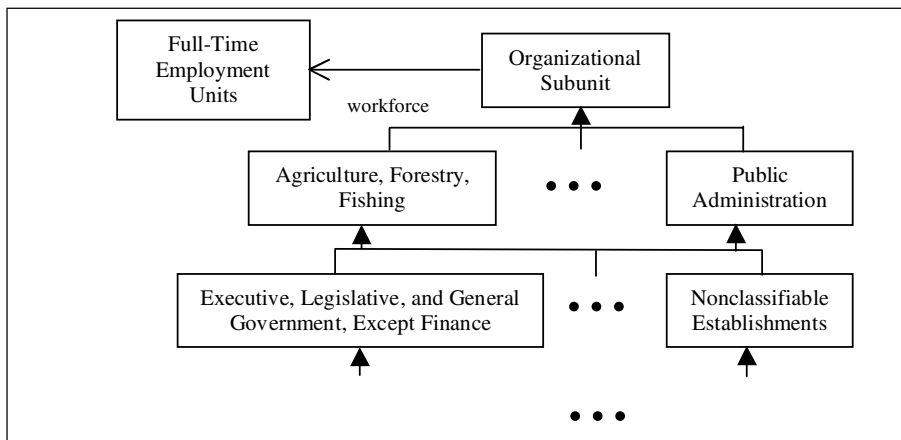 Full-Time
Employment
Units
Organizational
Subunit
workforce
Agriculture, Forestry,
Fishing
Public
Administration
Executive, Legislative, and General
Government, Except Finance
Nonclassifiable
Establishments